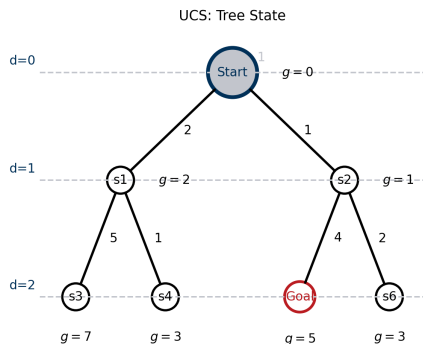 UCS: Tree State
d=0
Start
1
g=0
2
1
d=1
s1
g=2
s2
g=1
5
1
4
2
d=2
s3
s4
Goal
s6
g=7
g=3
g=5
g=3